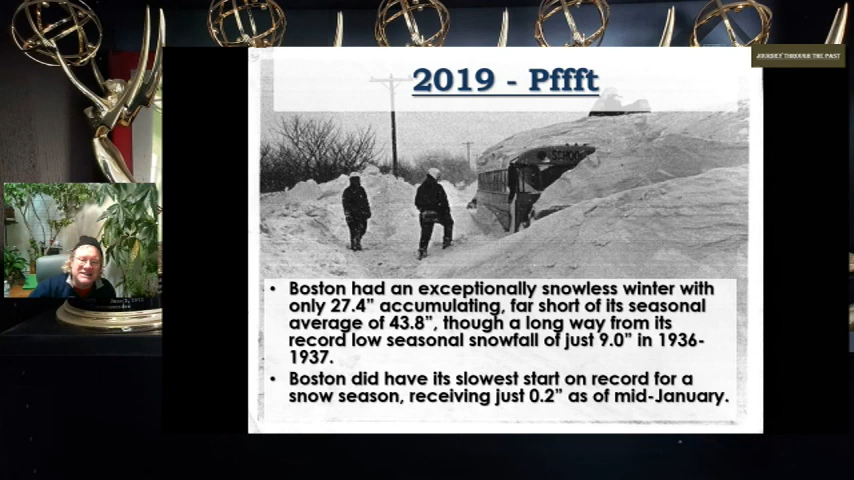 JOURNEY THROUGH THE PAST
2019 - Pffft
SCHOOL
• Boston had an exceptionally snowless winter with
only 27.4” accumulating, far short of its seasonal
average of 43.8”, though a long way from its
record low seasonal snowfall of just 9.0” in 1936-
1937.
• Boston did have its slowest start on record for a
snow season, receiving just 0.2” as of mid-January.